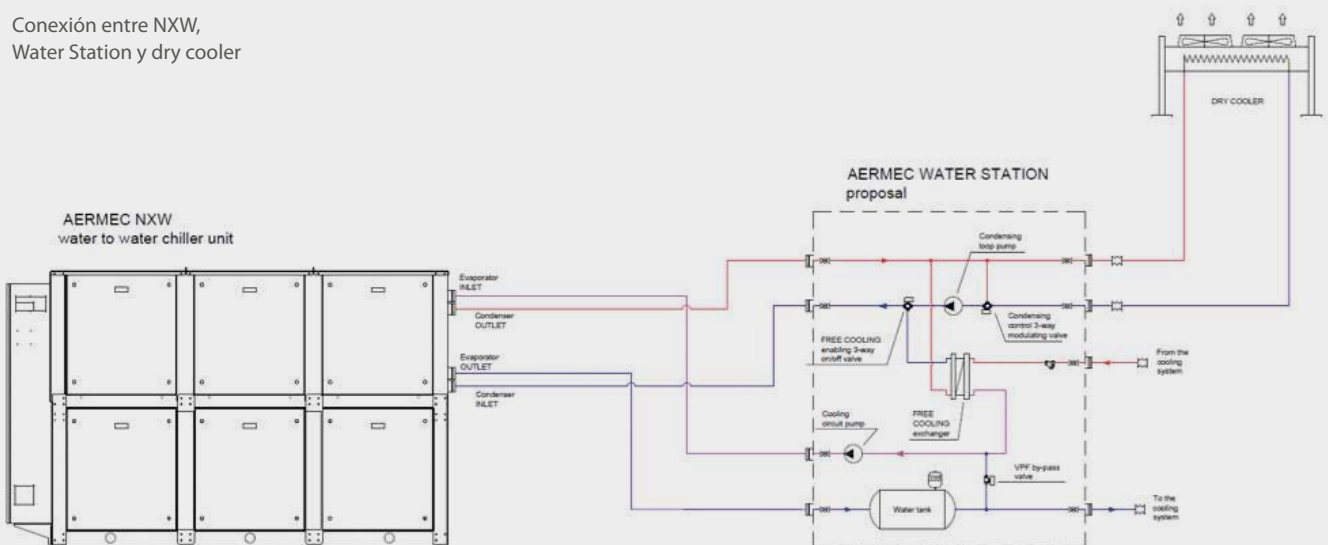 Conexión entre NXW,
Water Station y dry cooler
DRY COOLER
AERMEC WATER STATION
proposal
AERMEC NXW
water to water chiller unit
Condensing
loop pump
Evaporator
INLET
Condenser
OUTLET
FREE COOLING
enabling 3-way
on/off valve
Condensing
control 3-way
modulating valve
From the
cooling
system
Evaporator
OUTLET
Condenser
INLET
Cooling
circuit pump
FREE
COOLING
exchanger
VPF by-pass
valve
Water tank
To the
cooling
system